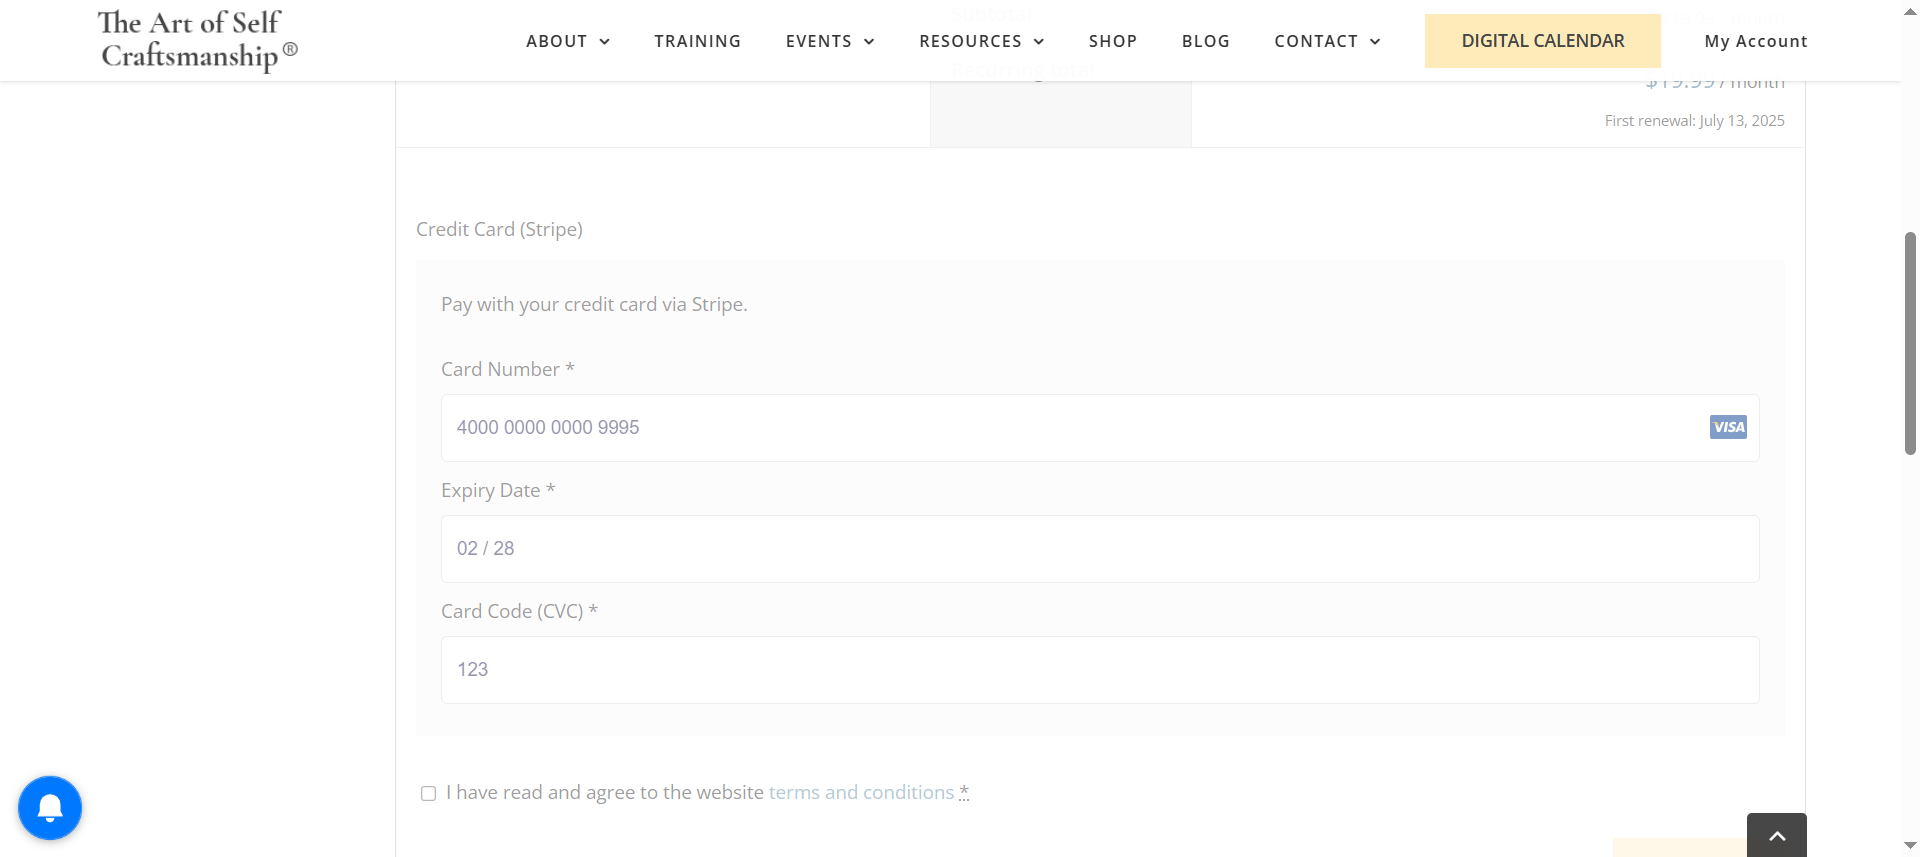 The Art of Self
Craftsmanship®
ABOUT
TRAINING
EVENTS
RESOURCES
SHOP
BLOG
CONTACT
DIGITAL CALENDAR
My Account
Subtotal
Recurring total
$19.99 / month
First renewal: July 13, 2025
Credit Card (Stripe)
Pay with your credit card via Stripe.
Card Number *
4000 0000 0000 9995
VISA
Expiry Date *
02 / 28
Card Code (CVC) *
123
I have read and agree to the website terms and conditions *